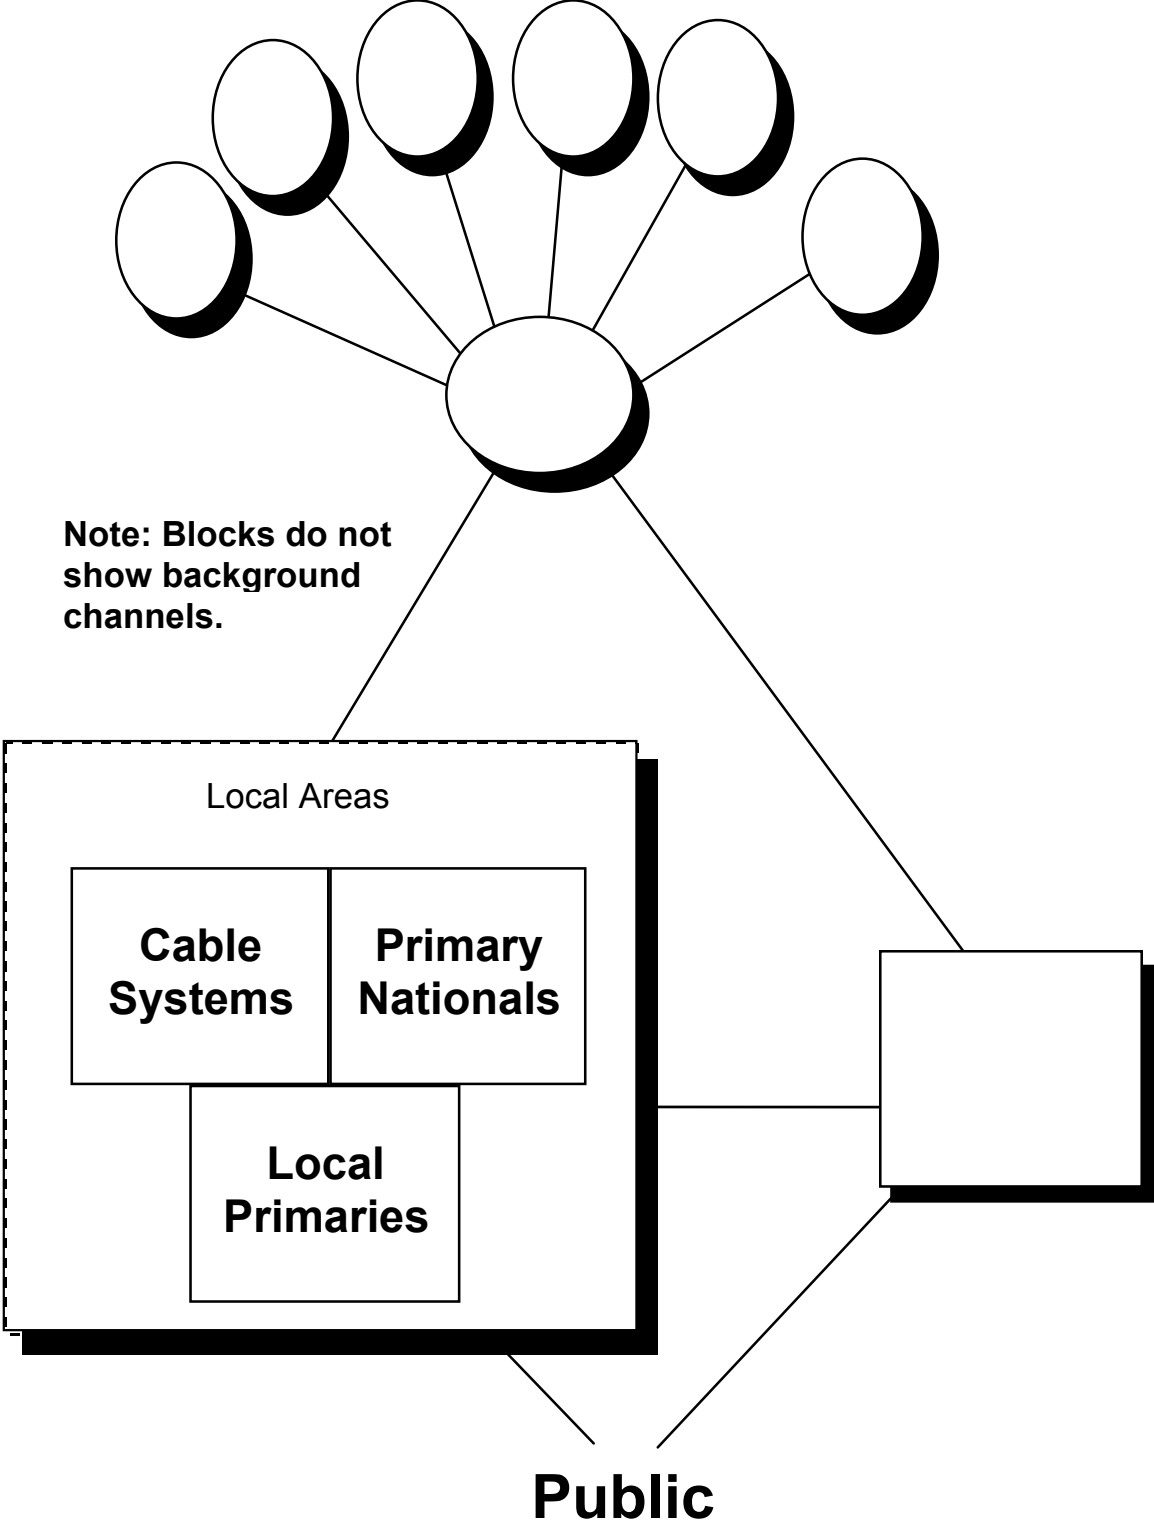 Note: Blocks do not
show background
channels.
Local Areas
Cable
Systems
Primary
Nationals
Local
Primaries
Public